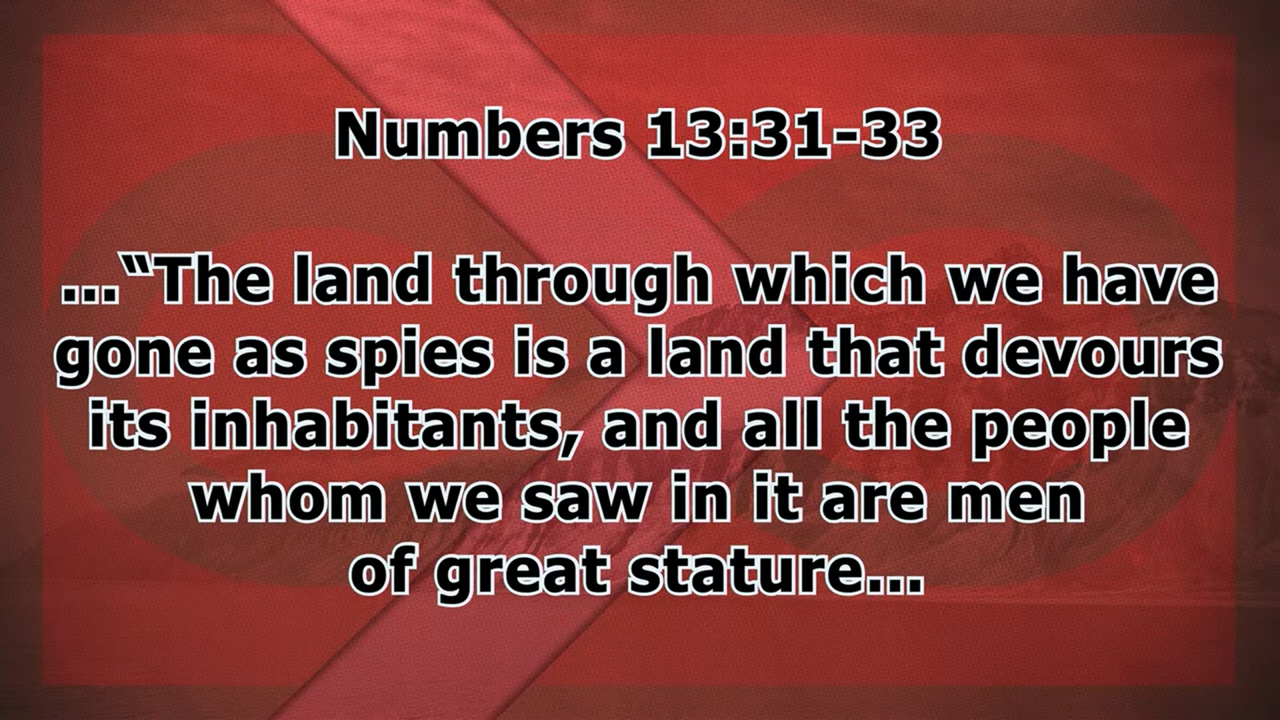 Numbers 13:31-33
...“The land through which we have
gone as spies is a land that devours
its inhabitants, and all the people
whom we saw in it are men
of great stature...